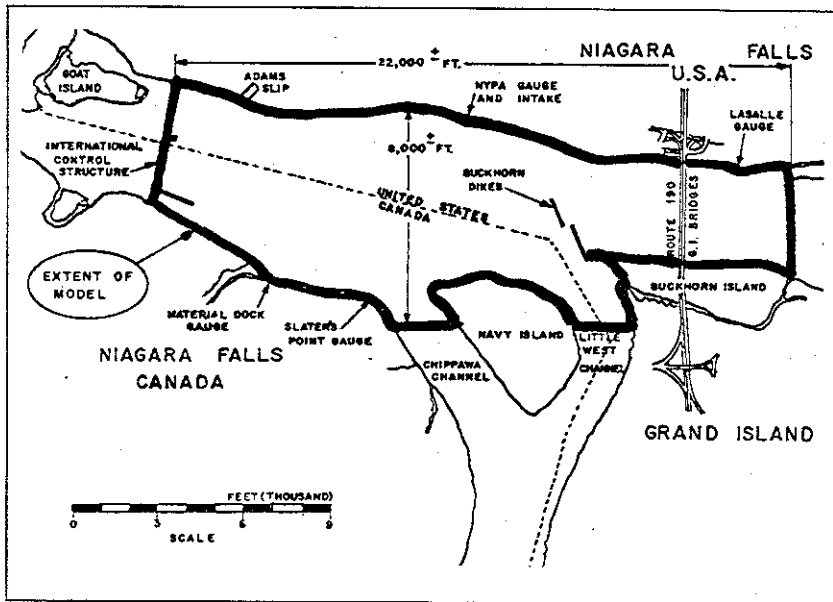 NIAGARA FALLS
U.S.A.
22,000 ± FT.
GOAT
ISLAND
ADAMS
SLIP
NYPA GAUGE
AND INTAKE
LASALLE
GAUGE
INTERNATIONAL
CONTROL
STRUCTURE
8,000 ± FT.
BUCKHORN
DIKES
UNITED STATES
CANADA
ROUTE 190
G.I. BRIDGES
EXTENT OF
MODEL
BUCKHORN ISLAND
MATERIAL DOCK
GAUGE
SLATER'S
POINT GAUGE
NAVY ISLAND
LITTLE
WEST
CHANNEL
CHIPPAWA
CHANNEL
NIAGARA FALLS
CANADA
GRAND ISLAND
FEET (THOUSAND)
0 3 6 9
SCALE